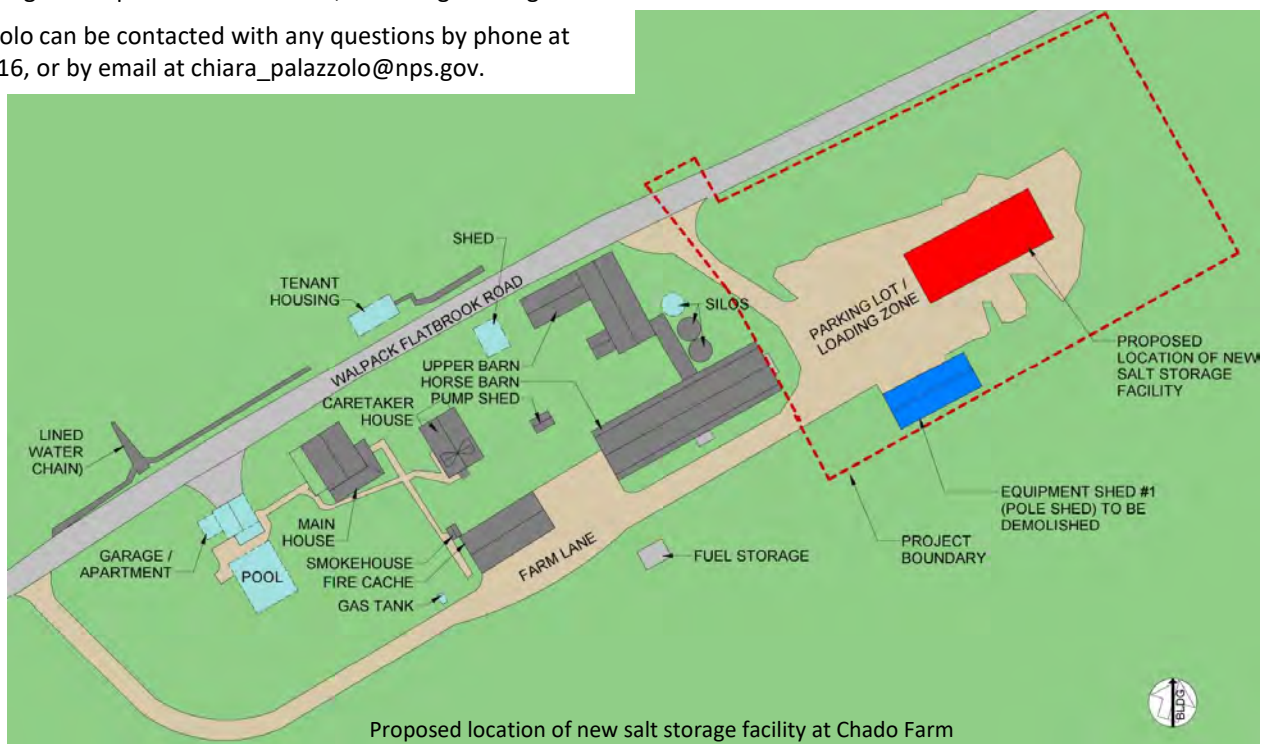 olo can be contacted with any questions by phone at
16, or by email at chiara_palazzolo@nps.gov.
SHED
TENANT
HOUSING
WALPACK FLATBROOK ROAD
SILOS
PARKING LOT /
LOADING ZONE
UPPER BARN
HORSE BARN
PUMP SHED
CARETAKER
HOUSE
PROPOSED
LOCATION OF NEW
SALT STORAGE
FACILITY
LINED
WATER
CHAIN)
MAIN
HOUSE
GARAGE /
APARTMENT
POOL
SMOKEHOUSE
FIRE CACHE
GAS TANK
FARM LANE
FUEL STORAGE
EQUIPMENT SHED #1
(POLE SHED) TO BE
DEMOLISHED
PROJECT
BOUNDARY
BLDG
Proposed location of new salt storage facility at Chado Farm